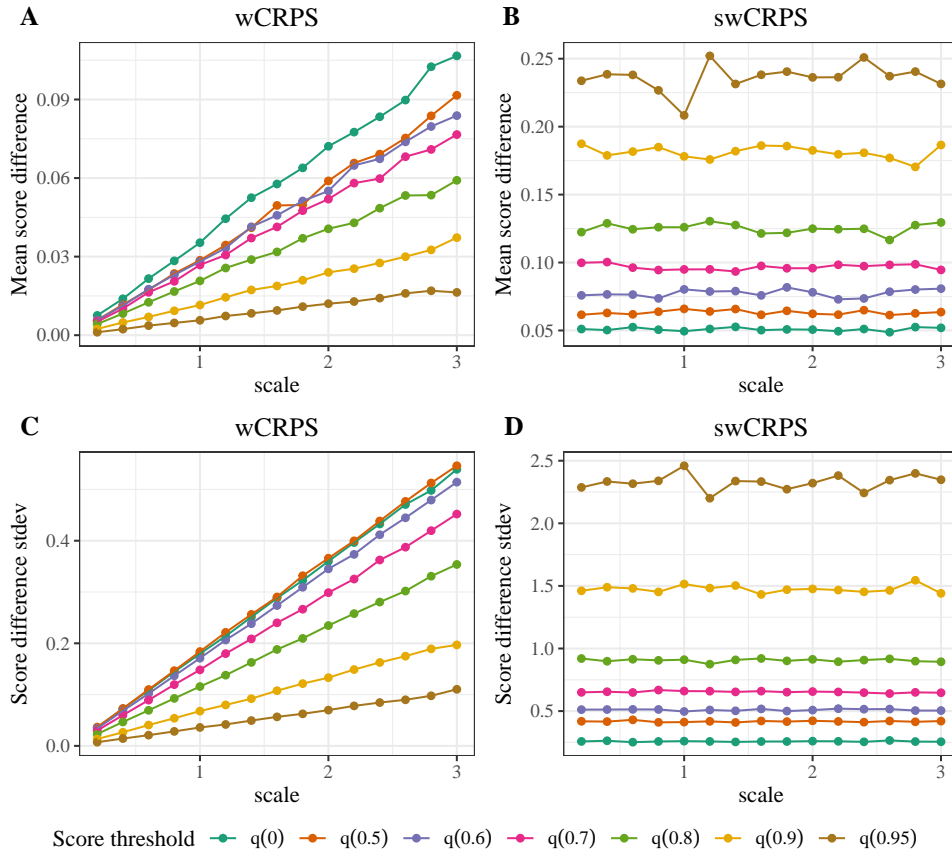 A wCRPS
B swCRPS
Mean score difference
0.09
0.06
0.03
0.00
1 2 3
scale
Mean score difference
0.25
0.20
0.15
0.10
0.05
1 2 3
scale
C wCRPS
D swCRPS
Score difference stdev
0.4
0.2
0.0
1 2 3
scale
Score difference stdev
2.5
2.0
1.5
1.0
0.5
1 2 3
scale
Score threshold q(0) q(0.5) q(0.6) q(0.7) q(0.8) q(0.9) q(0.95)